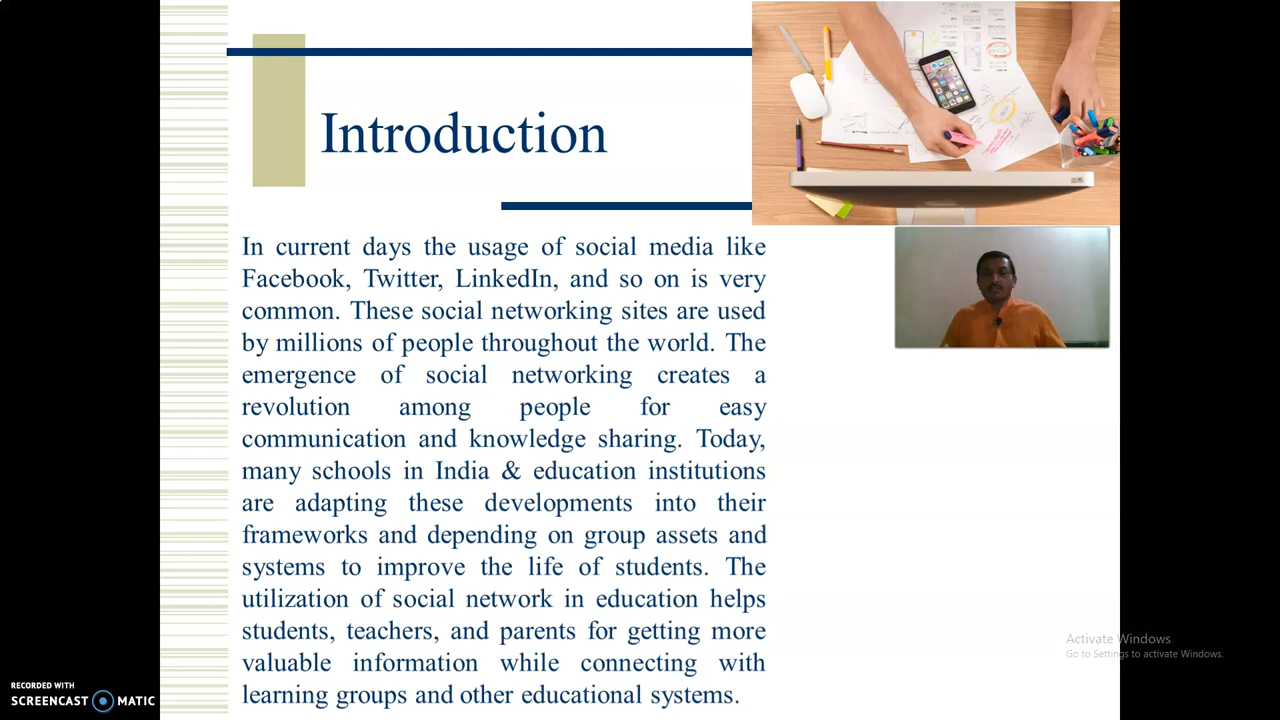 Introduction
In current days the usage of social media like
Facebook, Twitter, LinkedIn, and so on is very
common. These social networking sites are used
by millions of people throughout the world. The
emergence of social networking creates a
revolution among people for easy
communication and knowledge sharing. Today,
many schools in India & education institutions
are adapting these developments into their
frameworks and depending on group assets and
systems to improve the life of students. The
utilization of social network in education helps
students, teachers, and parents for getting more
valuable information while connecting with
learning groups and other educational systems.
Activate Windows
Go to Settings to activate Windows.
RECORDED WITH
SCREENCAST MATIC